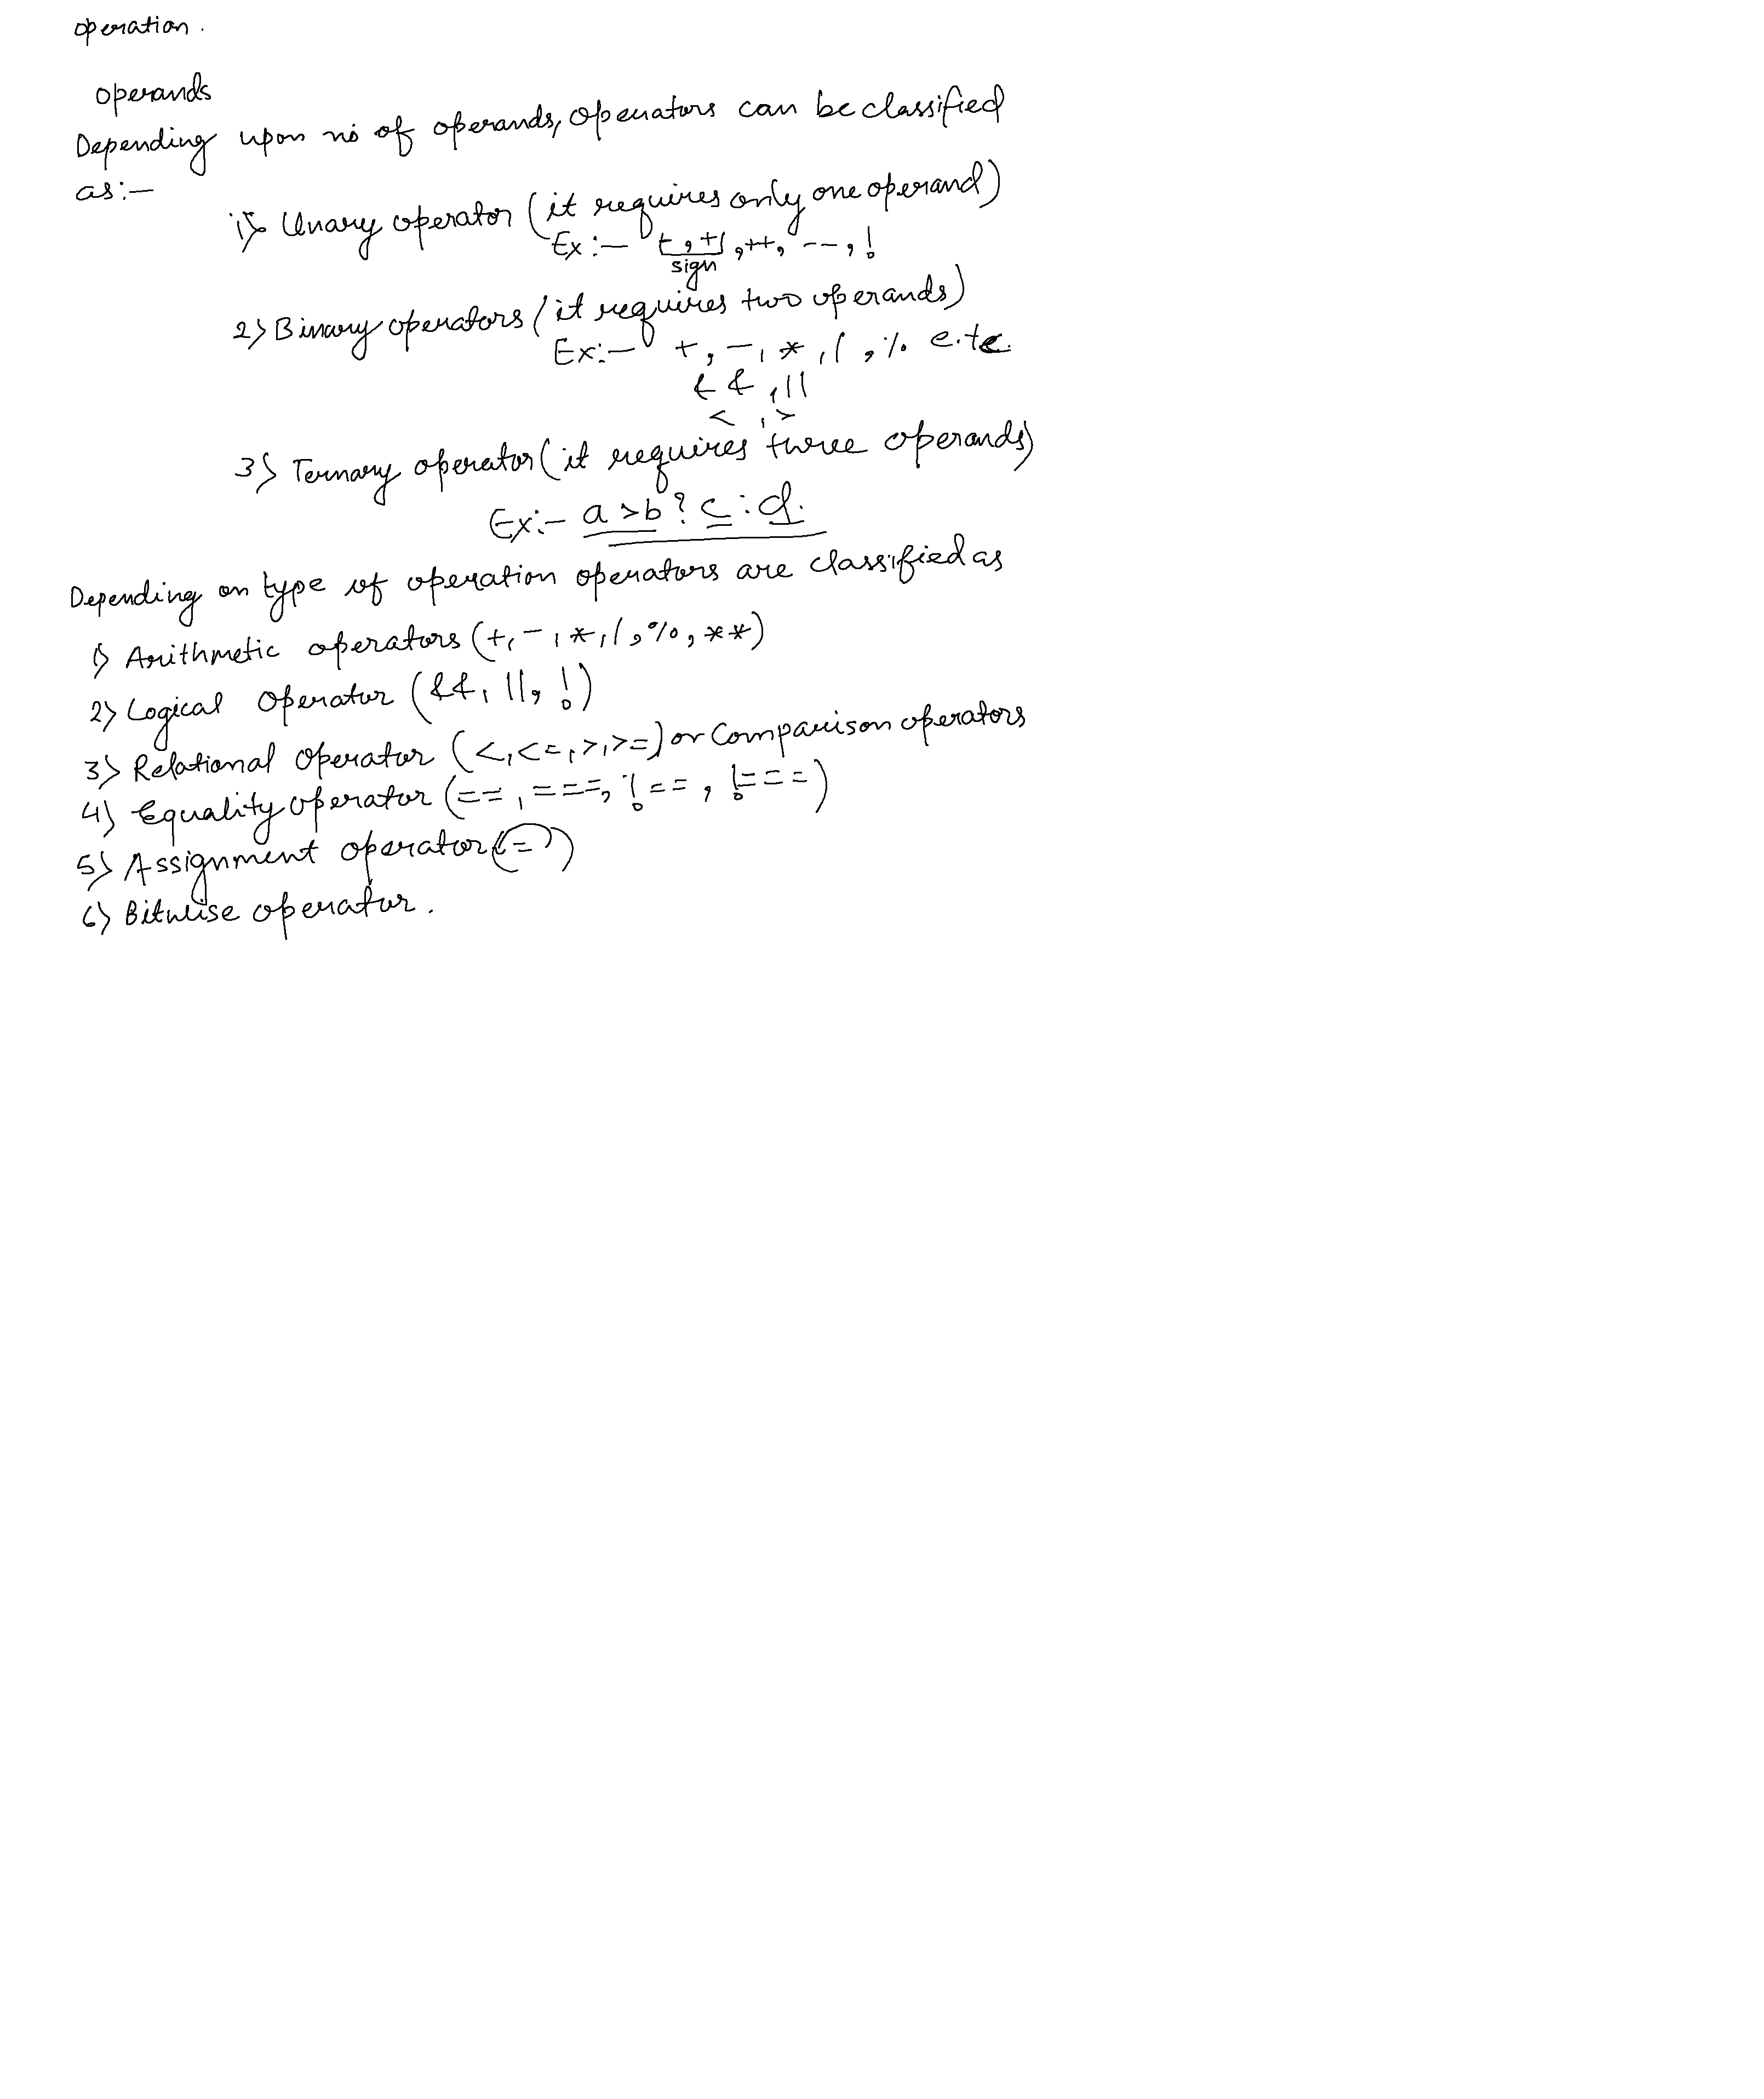 operation.
operands
Depending upon no of operands, operators can be classified
as:-
1) Unary operator (it requires only one operand)
Ex:- , ++, --, !
sign
2) Binary operators (it requires two operands)
Ex:- +, -, *, /, % e.tc.
&&, ||
<, >
3) Ternary operator (it requires three operands)
Ex:- a>b?c:d.
Depending on type of operation operators are classified as
1) Arithmetic operators (+, -, *, /, %, **)
2) Logical Operator (&&, ||, !)
3) Relational Operator (<, <=, >, >=) or Comparison operators
4) Equality operator (==, ===, !==, !===)
5) Assignment operator (=)
6) Bitwise operator.